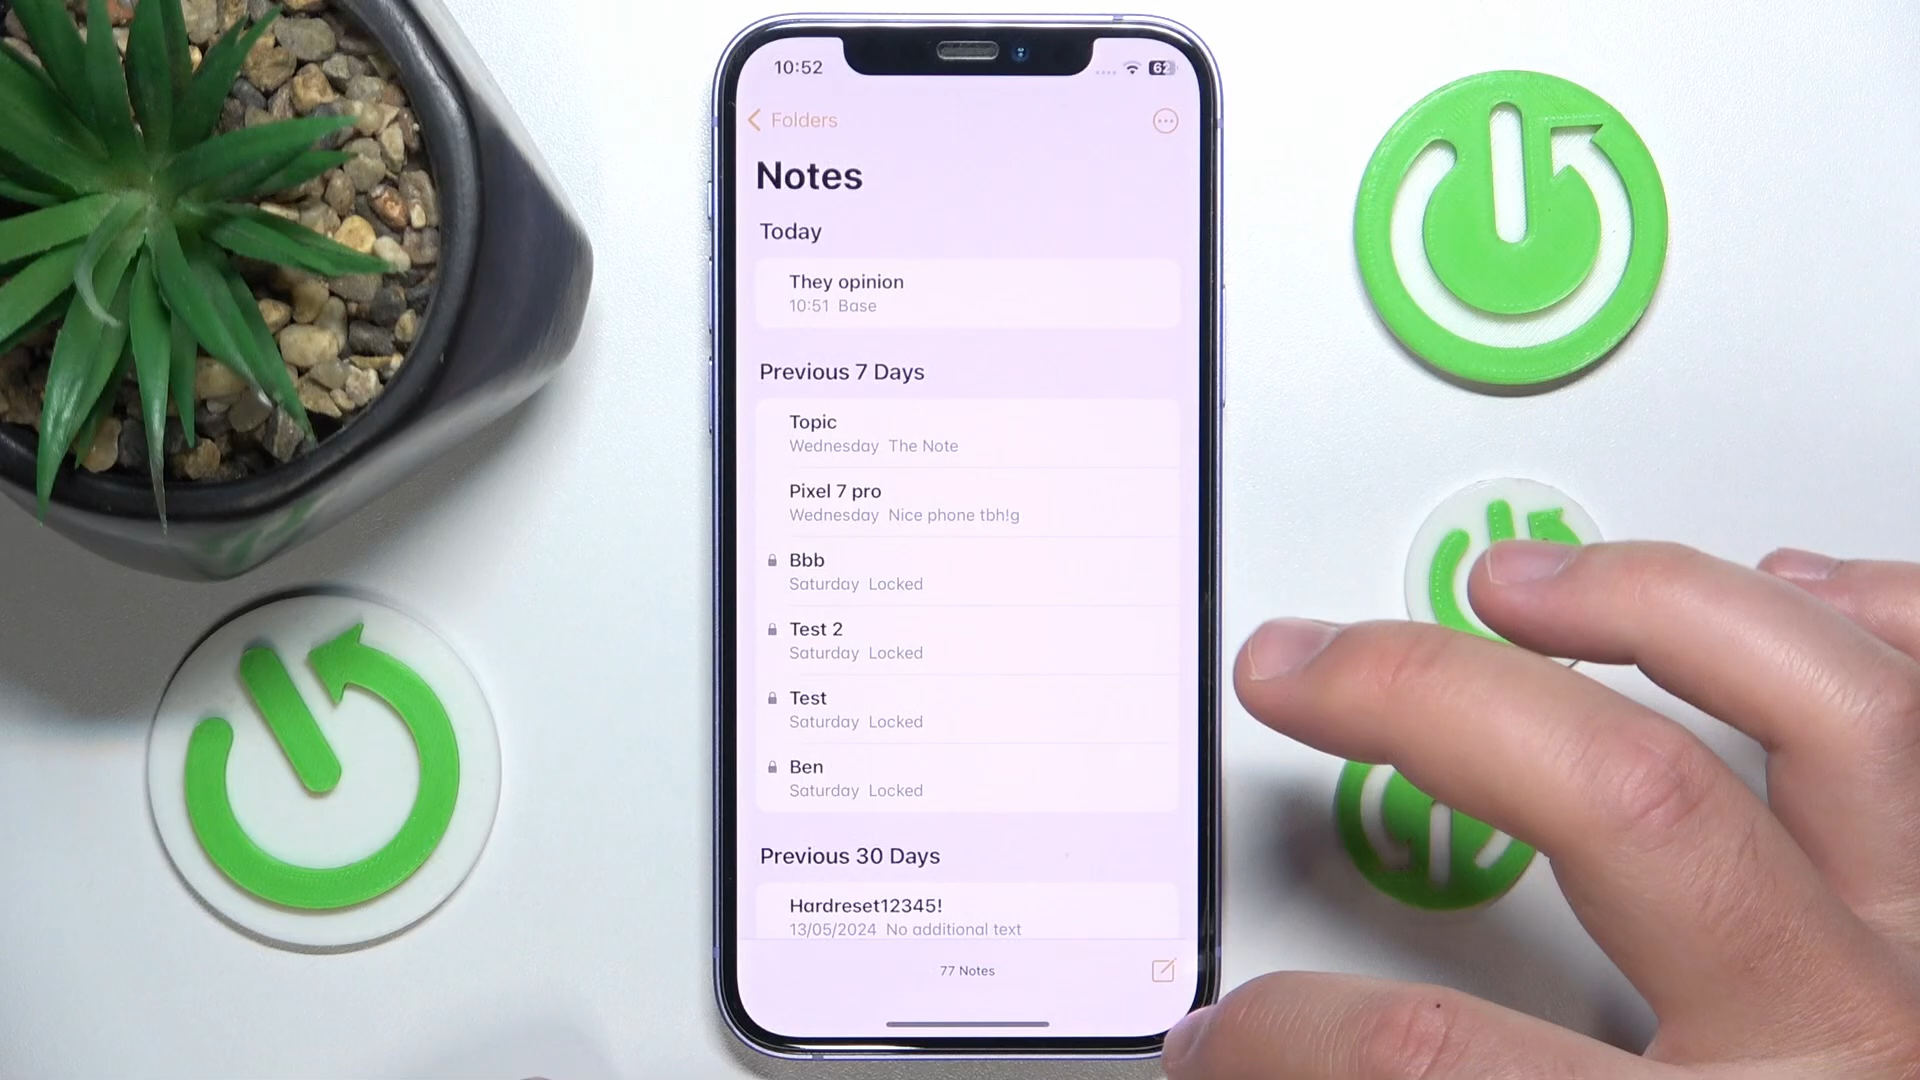 10:52
62
Folders
Notes
Today
They opinion
10:51 Base
Previous 7 Days
Topic
Wednesday The Note
Pixel 7 pro
Wednesday Nice phone tbh!g
Bbb
Saturday Locked
Test 2
Saturday Locked
Test
Saturday Locked
Ben
Saturday Locked
Previous 30 Days
Hardreset12345!
13/05/2024 No additional text
77 Notes